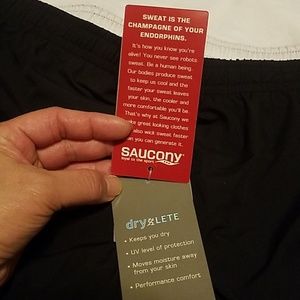 SWEAT IS THE
CHAMPAGNE OF YOUR
ENDORPHINS.
It's how you know you're
alive! You never see robots
sweat. Be a human being.
Our bodies produce sweat
to keep us cool and the
faster your sweat leaves
your skin, the cooler and
more comfortable you'll be.
That's why at Saucony we
make great looking clothes
also wick sweat faster
you can generate it.
saucony
loyal to the sport
dry LETE
• Keeps you dry
• UV level of protection
• Moves moisture away
from your skin
• Performance comfort